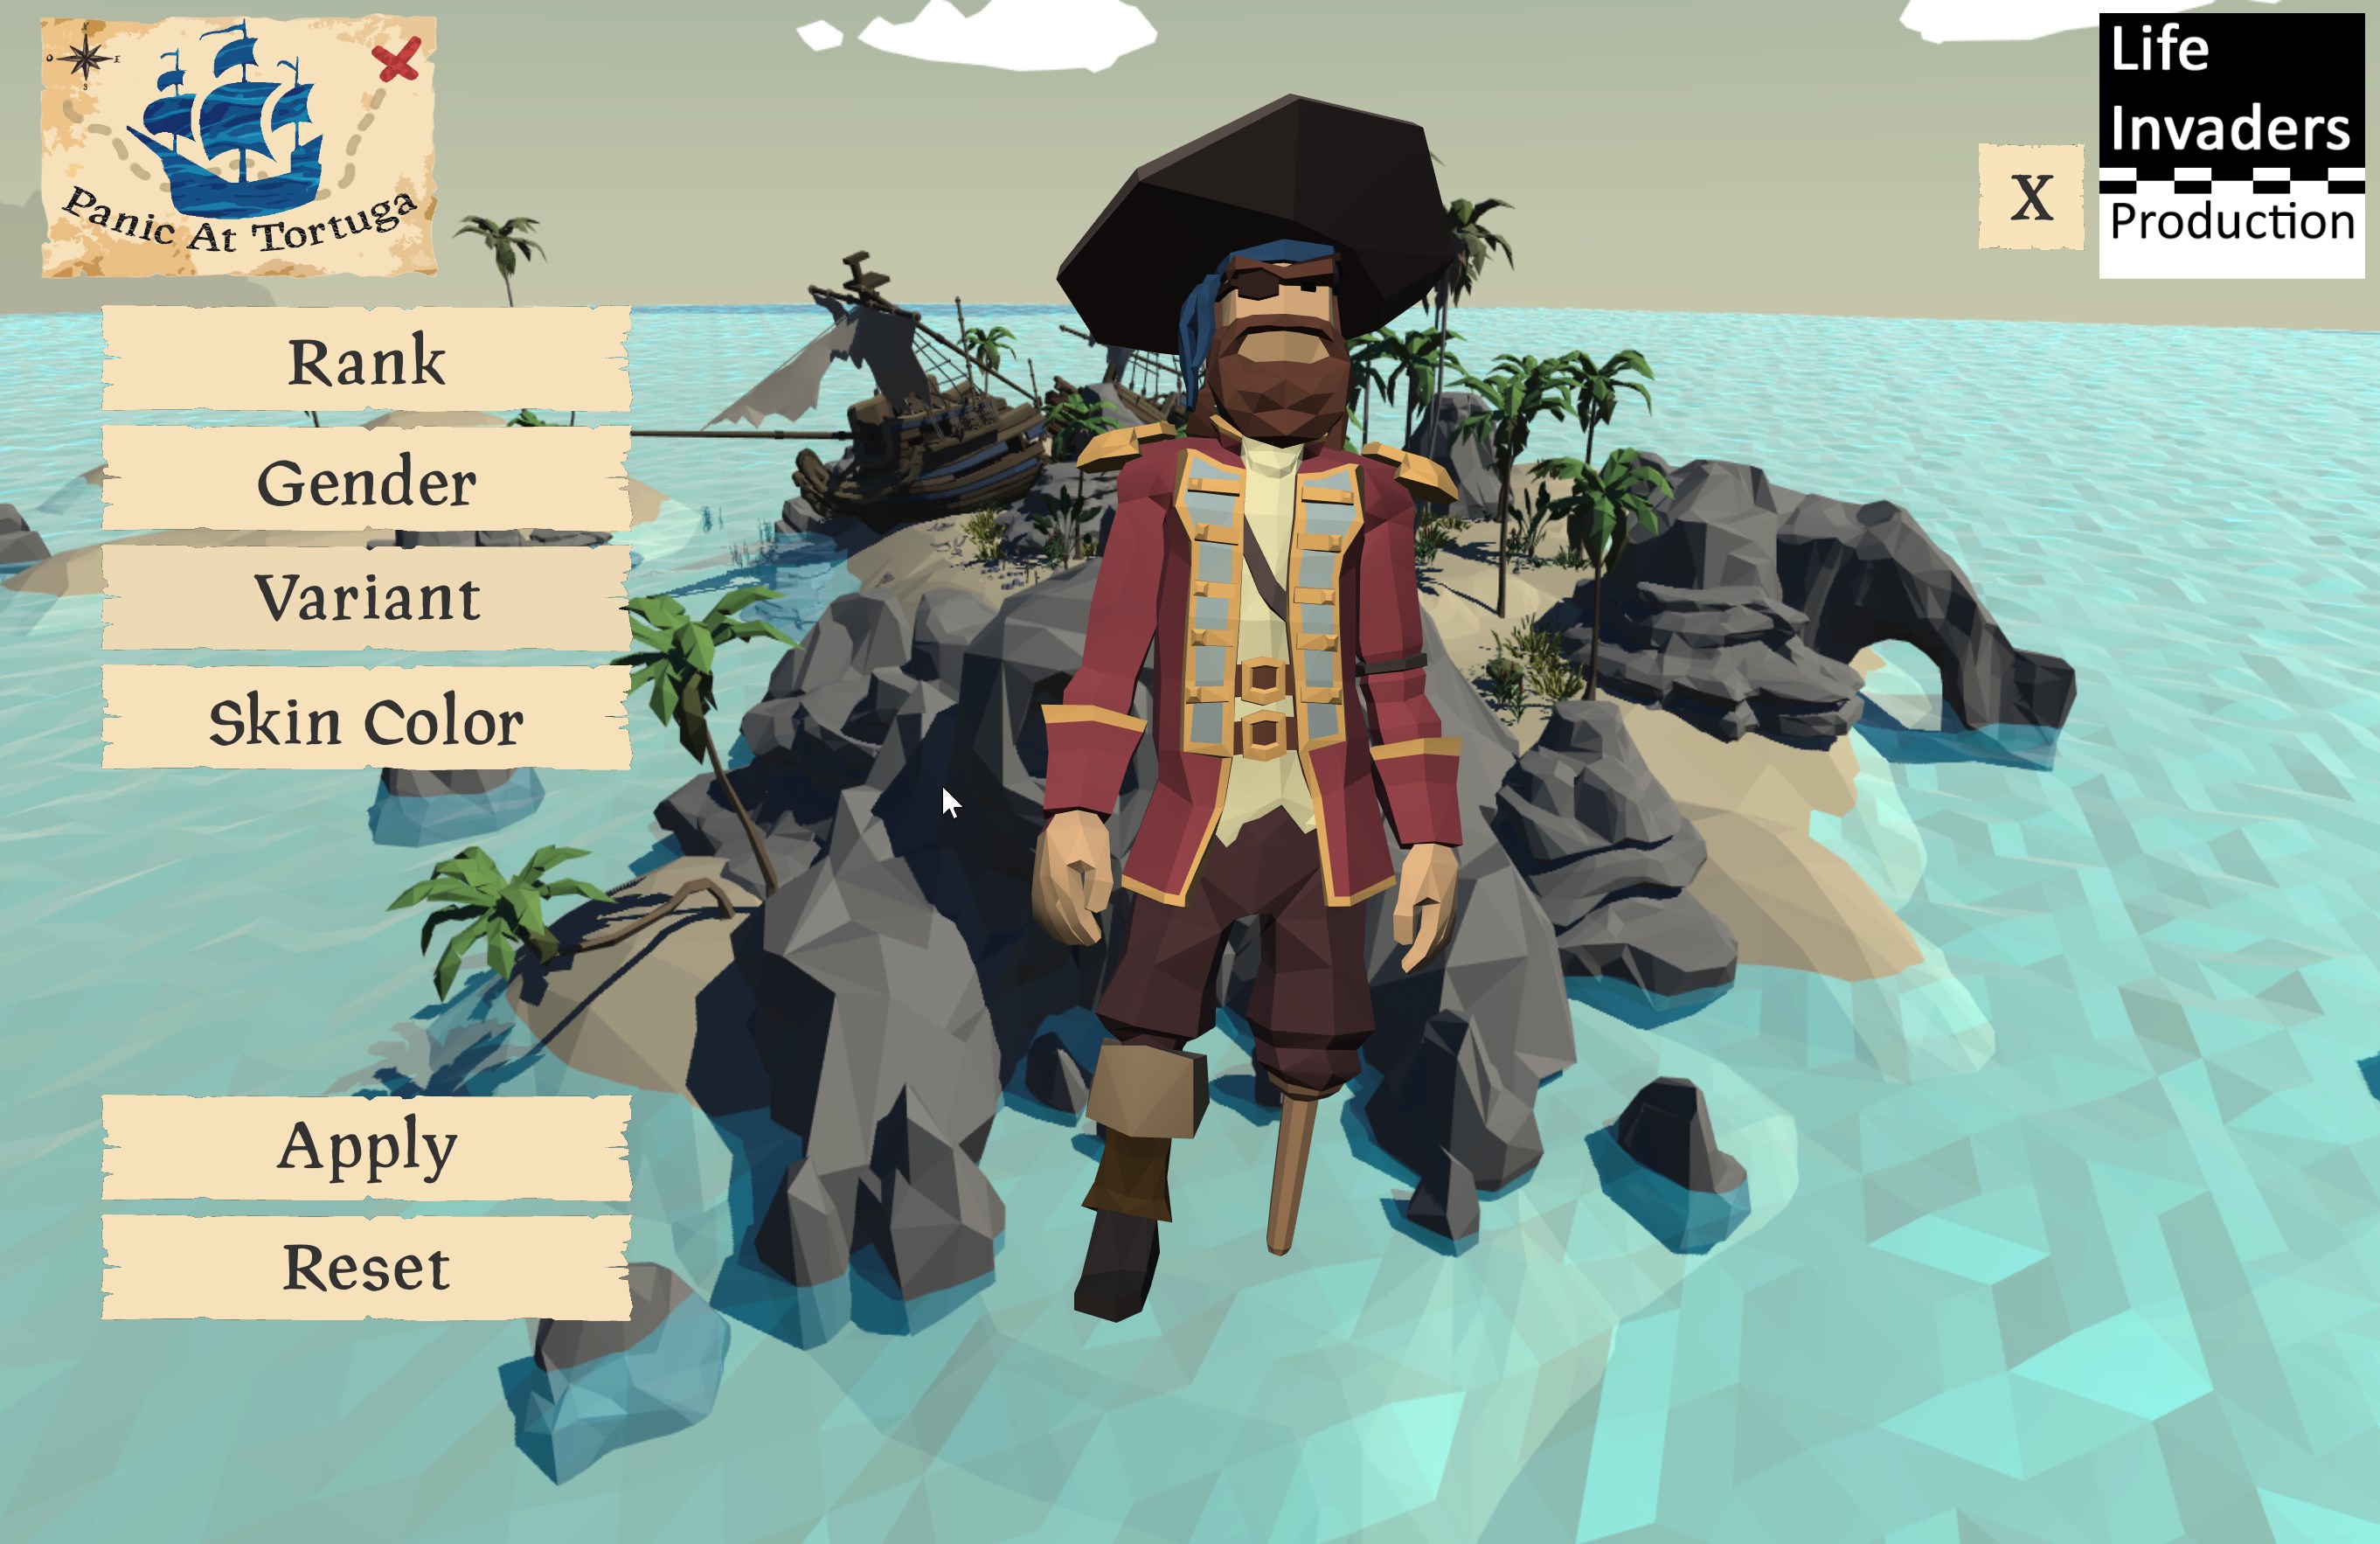 Panic At Tortuga
Life
Invaders
Production
X
Rank
Gender
Variant
Skin Color
Apply
Reset